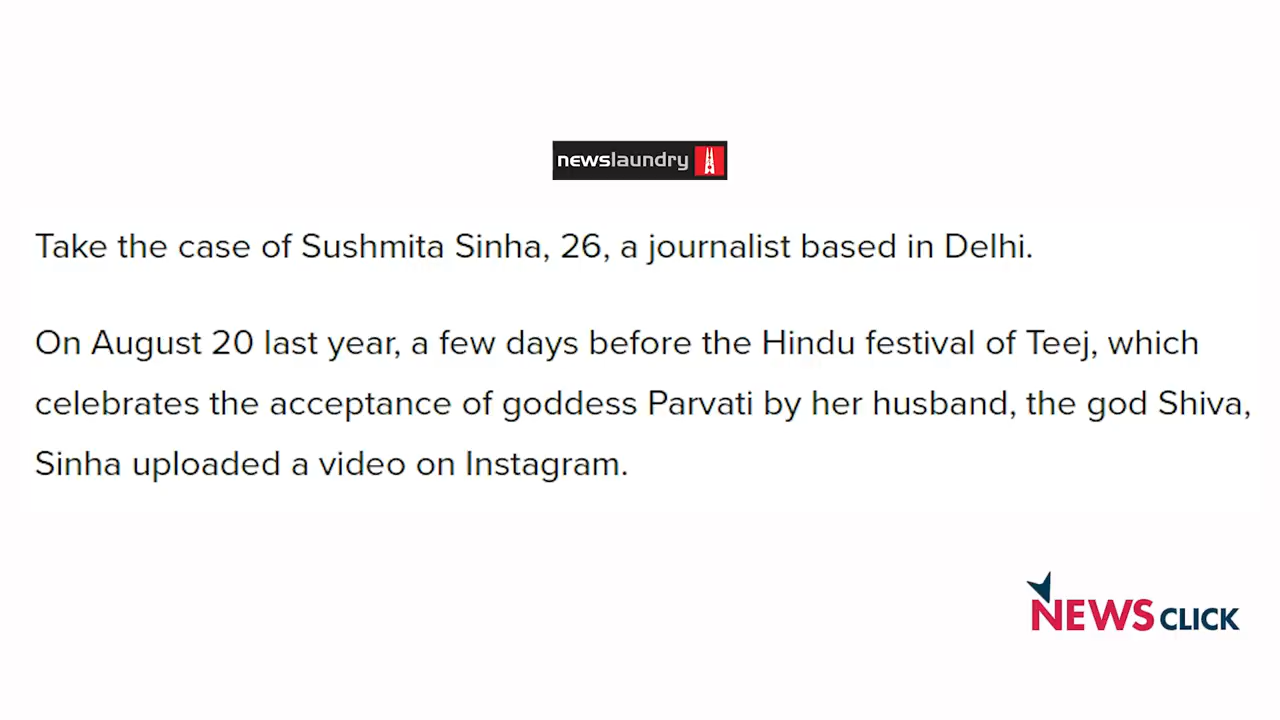 newslaundry
Take the case of Sushmita Sinha, 26, a journalist based in Delhi.
On August 20 last year, a few days before the Hindu festival of Teej, which
celebrates the acceptance of goddess Parvati by her husband, the god Shiva,
Sinha uploaded a video on Instagram.
NEWSCLICK